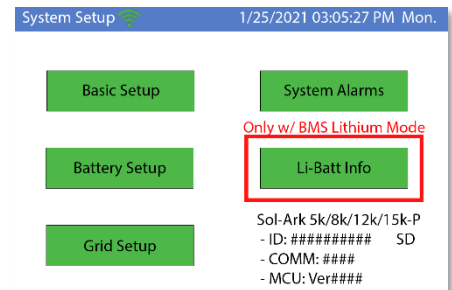 System Setup 1/25/2021 03:05:27 PM Mon.
Basic Setup System Alarms
Only w/ BMS Lithium Mode
Battery Setup Li-Batt Info
Sol-Ark 5k/8k/12k/15k-P
Grid Setup - ID: ########## SD
- COMM: ####
- MCU: Ver####